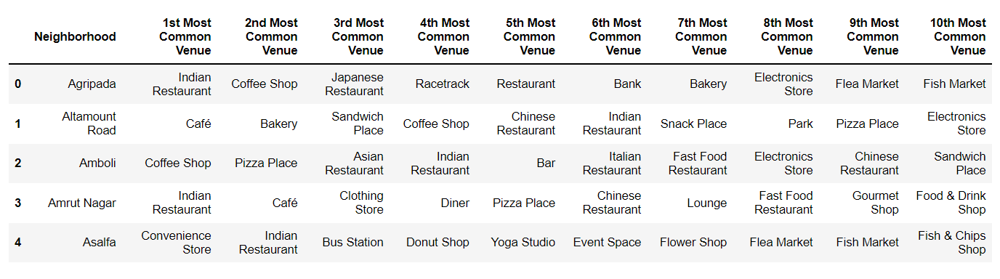 Neighborhood 1st Most Common Venue 2nd Most Common Venue 3rd Most Common Venue 4th Most Common Venue 5th Most Common Venue 6th Most Common Venue 7th Most Common Venue 8th Most Common Venue 9th Most Common Venue 10th Most Common Venue
0 Agripada Indian Restaurant Coffee Shop Japanese Restaurant Racetrack Restaurant Bank Bakery Electronics Store Flea Market Fish Market
1 Altamount Road Café Bakery Sandwich Place Coffee Shop Chinese Restaurant Indian Restaurant Snack Place Park Pizza Place Electronics Store
2 Amboli Coffee Shop Pizza Place Asian Restaurant Indian Restaurant Bar Italian Restaurant Fast Food Restaurant Electronics Store Chinese Restaurant Sandwich Place
3 Amrut Nagar Indian Restaurant Café Clothing Store Diner Pizza Place Chinese Restaurant Lounge Fast Food Restaurant Gourmet Shop Food & Drink Shop
4 Asalfa Convenience Store Indian Restaurant Bus Station Donut Shop Yoga Studio Event Space Flower Shop Flea Market Fish Market Fish & Chips Shop